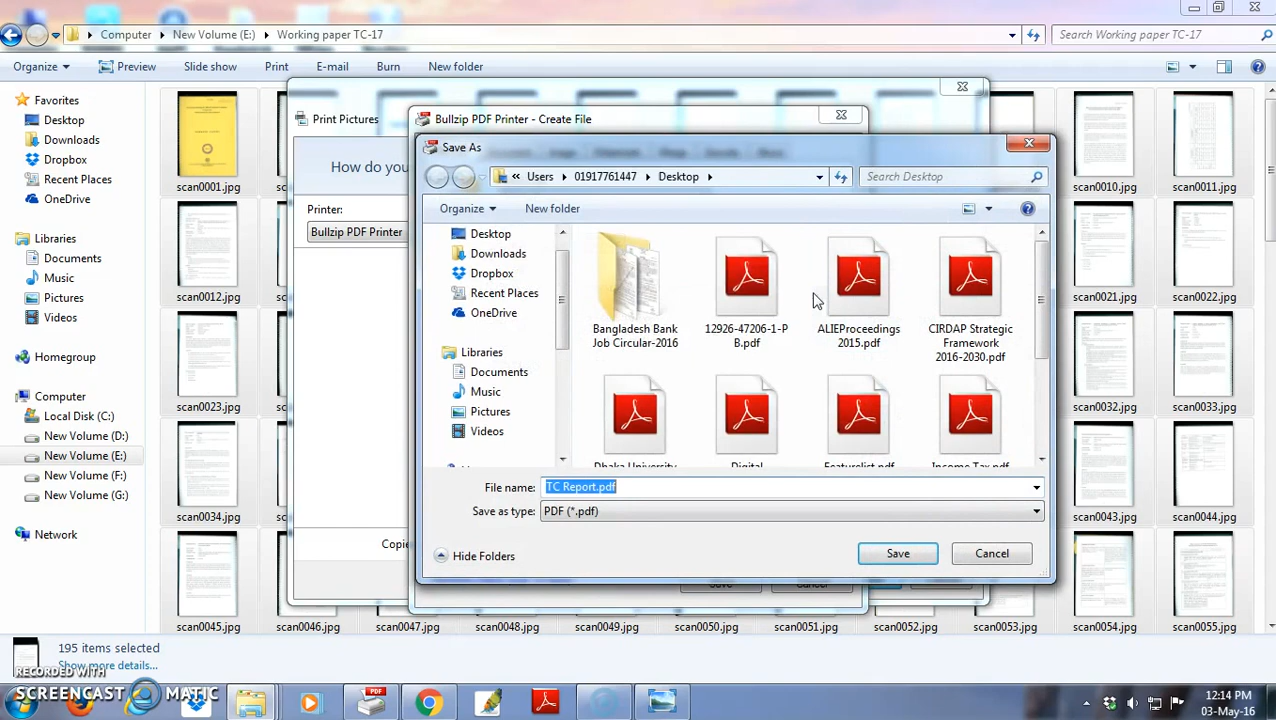 Computer
New Volume (E:)
Working paper TC-17
Search Working paper TC-17
Organize
Preview
Slide show
Print
E-mail
Burn
New folder
Favorites
Desktop
Downloads
Dropbox
Recent Places
OneDrive
Libraries
Documents
Music
Pictures
Videos
Homegroup
Computer
Local Disk (C:)
New Volume (D:)
New Volume (E:)
New Volume (F:)
New Volume (G:)
Network
scan0001.jpg
scan0010.jpg
scan0011.jpg
scan0012.jpg
scan0021.jpg
scan0022.jpg
scan0023.jpg
scan0032.jpg
scan0033.jpg
scan0034.jpg
scan0043.jpg
scan0044.jpg
scan0045.jpg
scan0046.jpg
scan0047.jpg
scan0048.jpg
scan0049.jpg
scan0050.jpg
scan0051.jpg
scan0052.jpg
scan0053.jpg
scan0054.jpg
scan0055.jpg
Print Pictures
How do you
Printer:
Bullzip PDF Printer
Copie
Bullzip PDF Printer - Create File
Save As
Users
01917761447
Desktop
Search Desktop
Organize
New folder
Desktop
Downloads
Dropbox
Recent Places
OneDrive
Libraries
Documents
Music
Pictures
Videos
Bangladesh Bank
Job Circular-2016
12926-47206-1-P
B.pdf
2015.pdf
CIRDAP Strategic
Framework
2016-2030.pdf
Dhaka University
Digital
Income Tax.pdf
File name:
TC Report.pdf
Save as type:
PDF (*.pdf)
Hide Folders
Save
Cancel
195 items selected
Show more details...
RECORDED WITH
SCREENCAST MATIC
12:14 PM
03-May-16